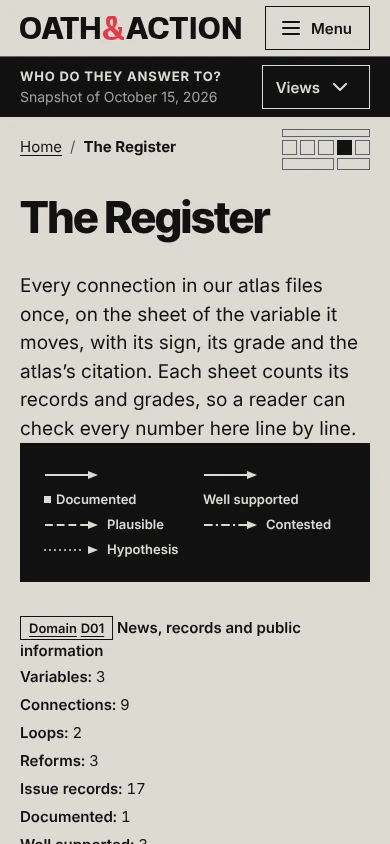 OATH&ACTION
Menu
WHO DO THEY ANSWER TO?
Snapshot of October 15, 2026
Views
Home / The Register
The Register
Every connection in our atlas files
once, on the sheet of the variable it
moves, with its sign, its grade and the
atlas’s citation. Each sheet counts its
records and grades, so a reader can
check every number here line by line.
Documented
Well supported
Plausible
Contested
Hypothesis
Domain D01 News, records and public
information
Variables: 3
Connections: 9
Loops: 2
Reforms: 3
Issue records: 17
Documented: 1
Well supported: 3